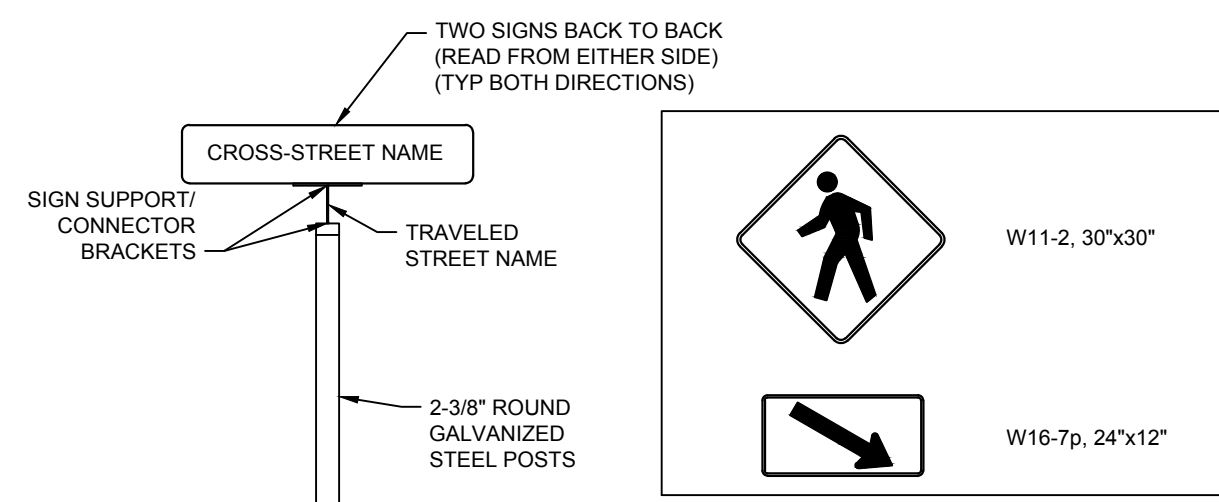 TWO SIGNS BACK TO BACK
(READ FROM EITHER SIDE)
(TYP BOTH DIRECTIONS)
CROSS-STREET NAME
SIGN SUPPORT/
CONNECTOR
BRACKETS
TRAVELED
STREET NAME
2-3/8" ROUND
GALVANIZED
STEEL POSTS
W11-2, 30"x30"
W16-7p, 24"x12"